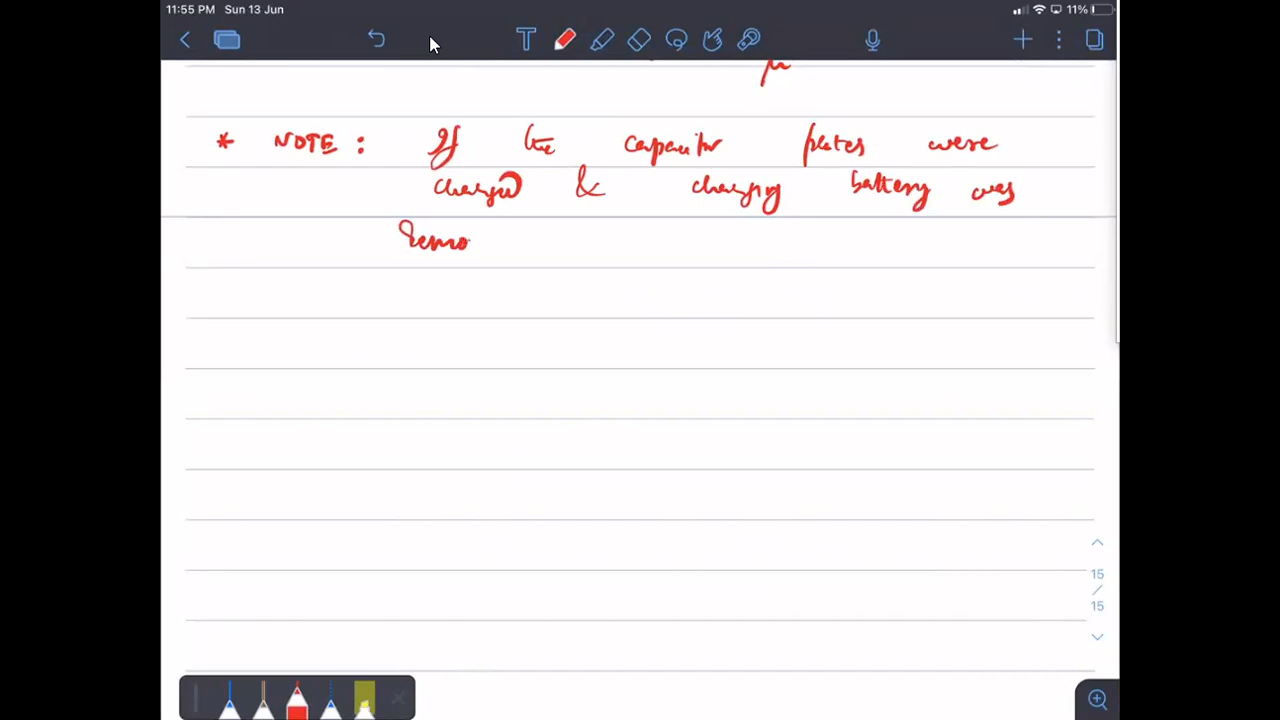 11:55 PM Sun 13 Jun 11%
T
μ
* NOTE: If the capacitor plates were
charged & charging battery was
remo
15
/
15